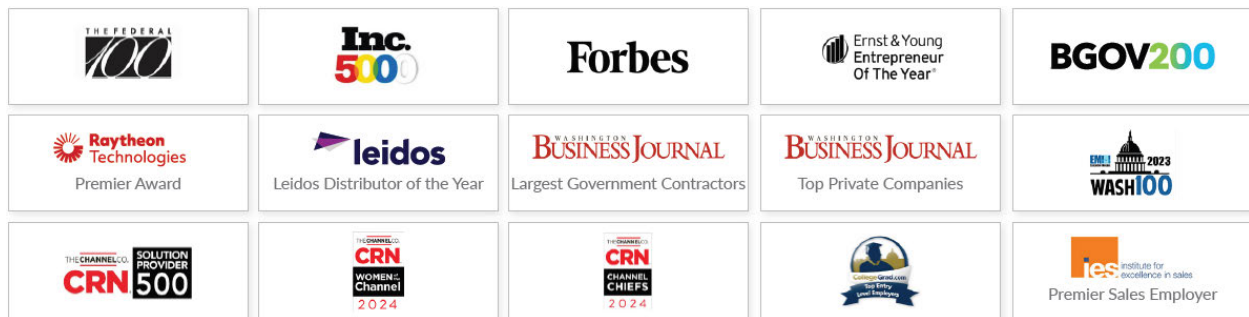 THE FEDERAL
100
Inc.
5000
Forbes
Ernst & Young
Entrepreneur
Of The Year®
BGOV200
Raytheon
Technologies
Premier Award
leidos
Leidos Distributor of the Year
WASHINGTON
BUSINESS JOURNAL
Largest Government Contractors
WASHINGTON
BUSINESS JOURNAL
Top Private Companies
2023
WASH100
THE CHANNEL CO.
CRN
SOLUTION
PROVIDER
500
THE CHANNEL CO.
CRN
WOMEN OF THE
Channel
2024
THE CHANNEL CO.
CRN
CHANNEL
CHIEFS
2024
CollegeGrad.com
Top Entry
Level Employers
ies
institute for
excellence in sales
Premier Sales Employer